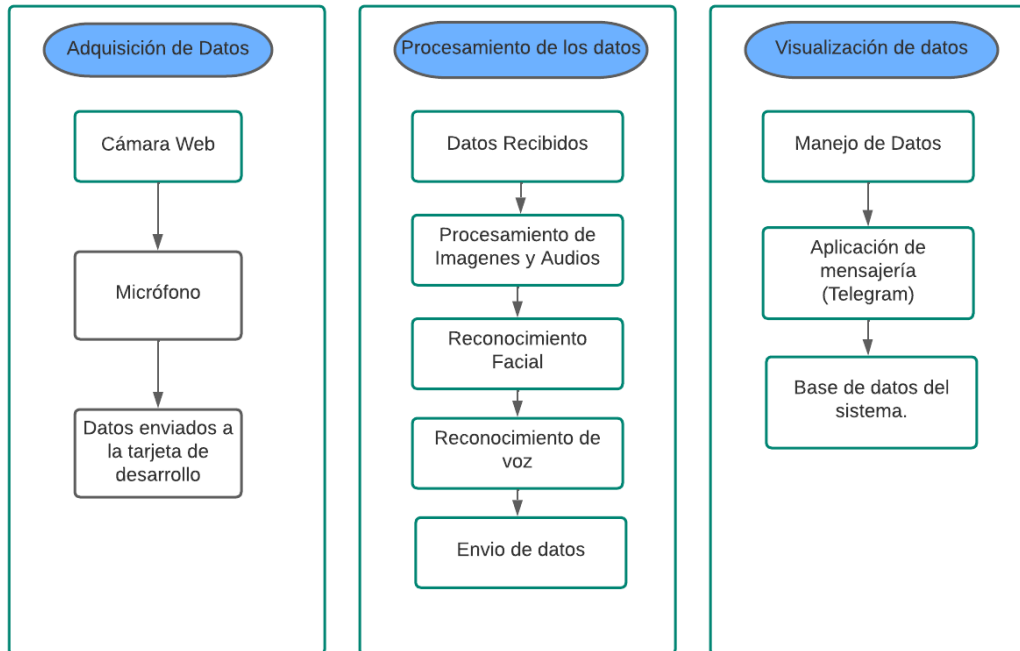 Adquisición de Datos
Cámara Web
Micrófono
Datos enviados a
la tarjeta de
desarrollo
Procesamiento de los datos
Datos Recibidos
Procesamiento de
Imagenes y Audios
Reconocimiento
Facial
Reconocimiento de
voz
Envio de datos
Visualización de datos
Manejo de Datos
Aplicación de
mensajería
(Telegram)
Base de datos del
sistema.